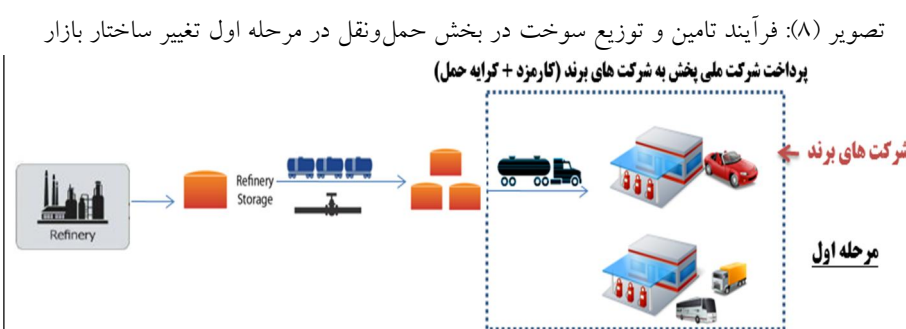 تصویر (۸): فرآیند تامین و توزیع سوخت در بخش حمل‌ونقل در مرحله اول تغییر ساختار بازار
پرداخت شرکت ملی پخش به شرکت های برند (کارمزد + کرایه حمل)
شرکت های برند
Refinery
Storage
Refinery
مرحله اول